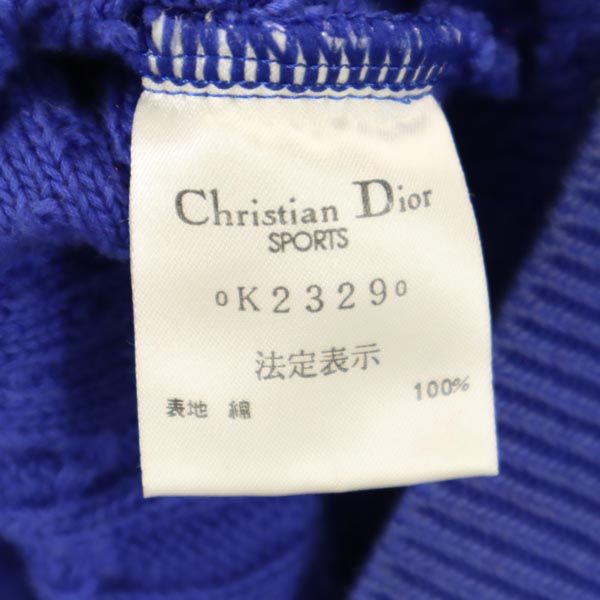 Christian Dior
SPORTS
oK2329o
法定表示
表地 綿 100%